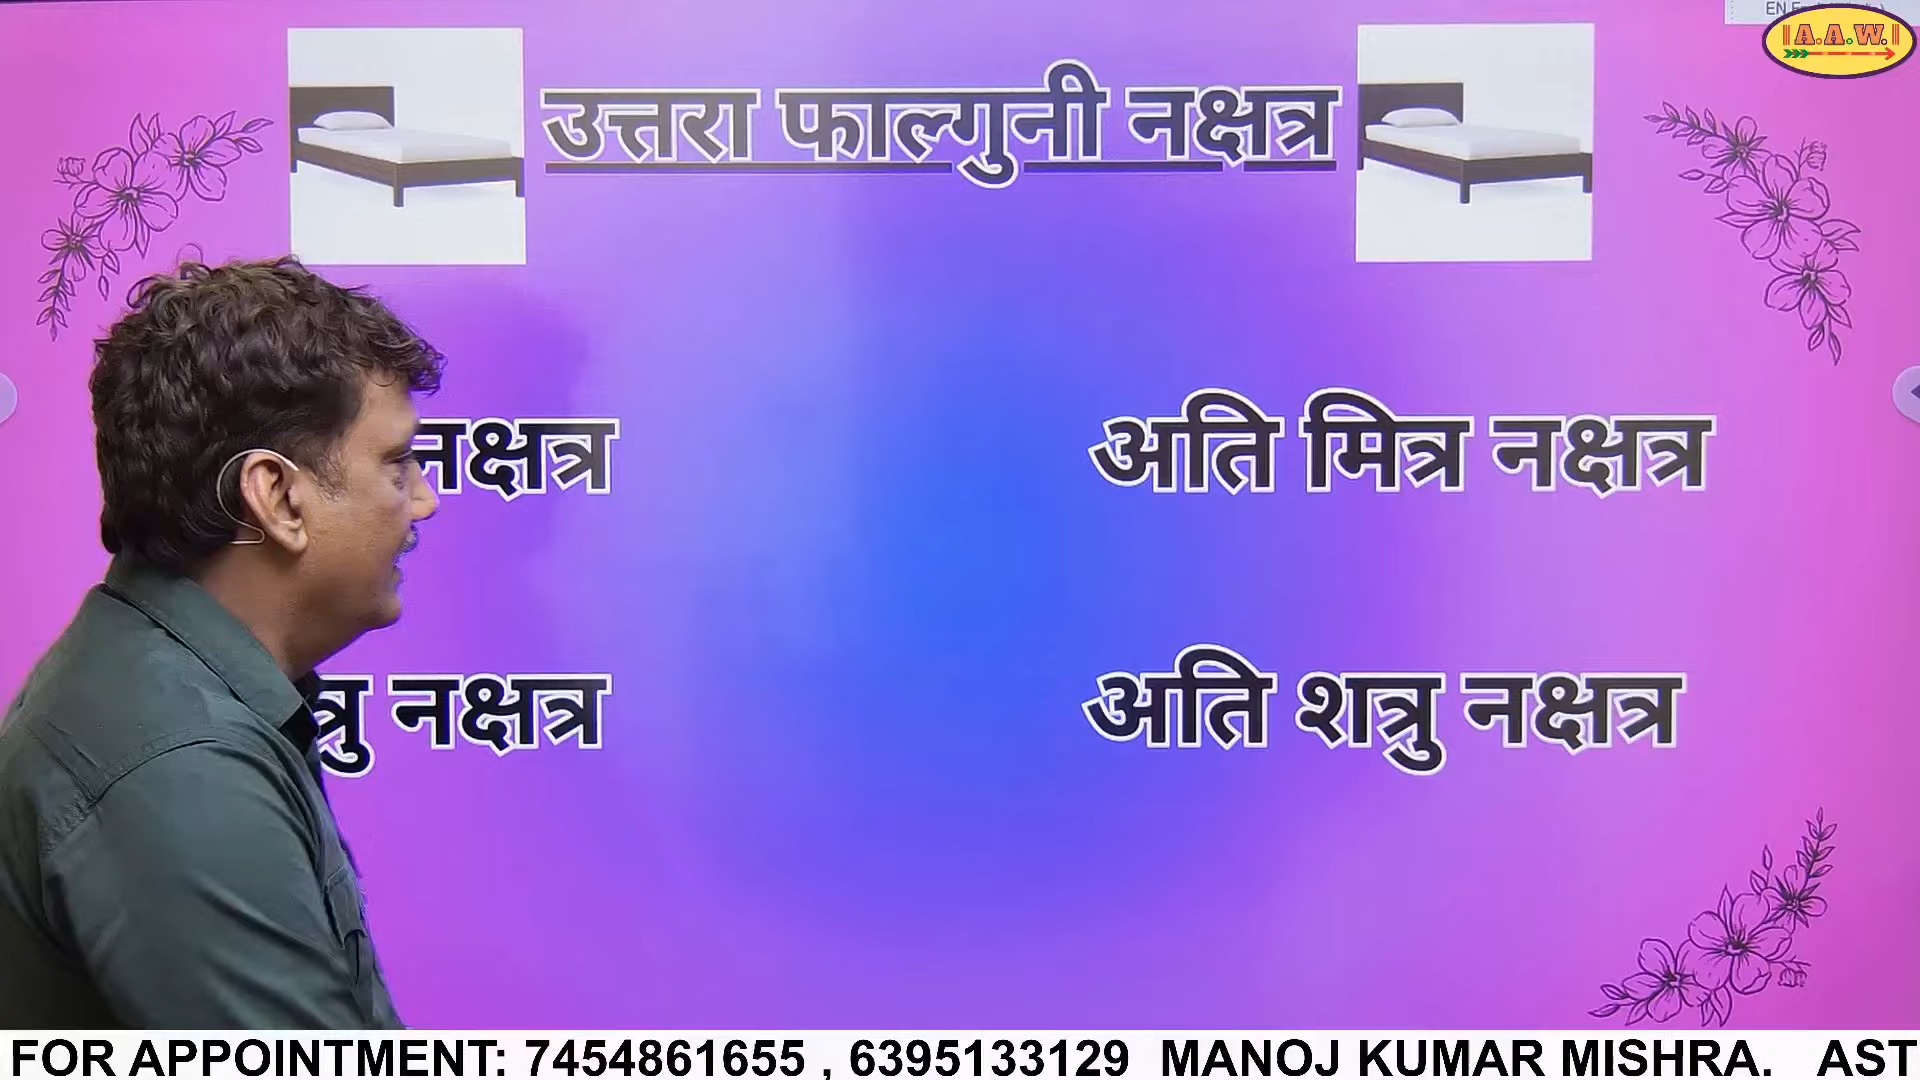 |A.A.W.|
उत्तरा फाल्गुनी नक्षत्र
नक्षत्र
अति मित्र नक्षत्र
त्रु नक्षत्र
अति शत्रु नक्षत्र
FOR APPOINTMENT: 7454861655 , 6395133129 MANOJ KUMAR MISHRA. AST